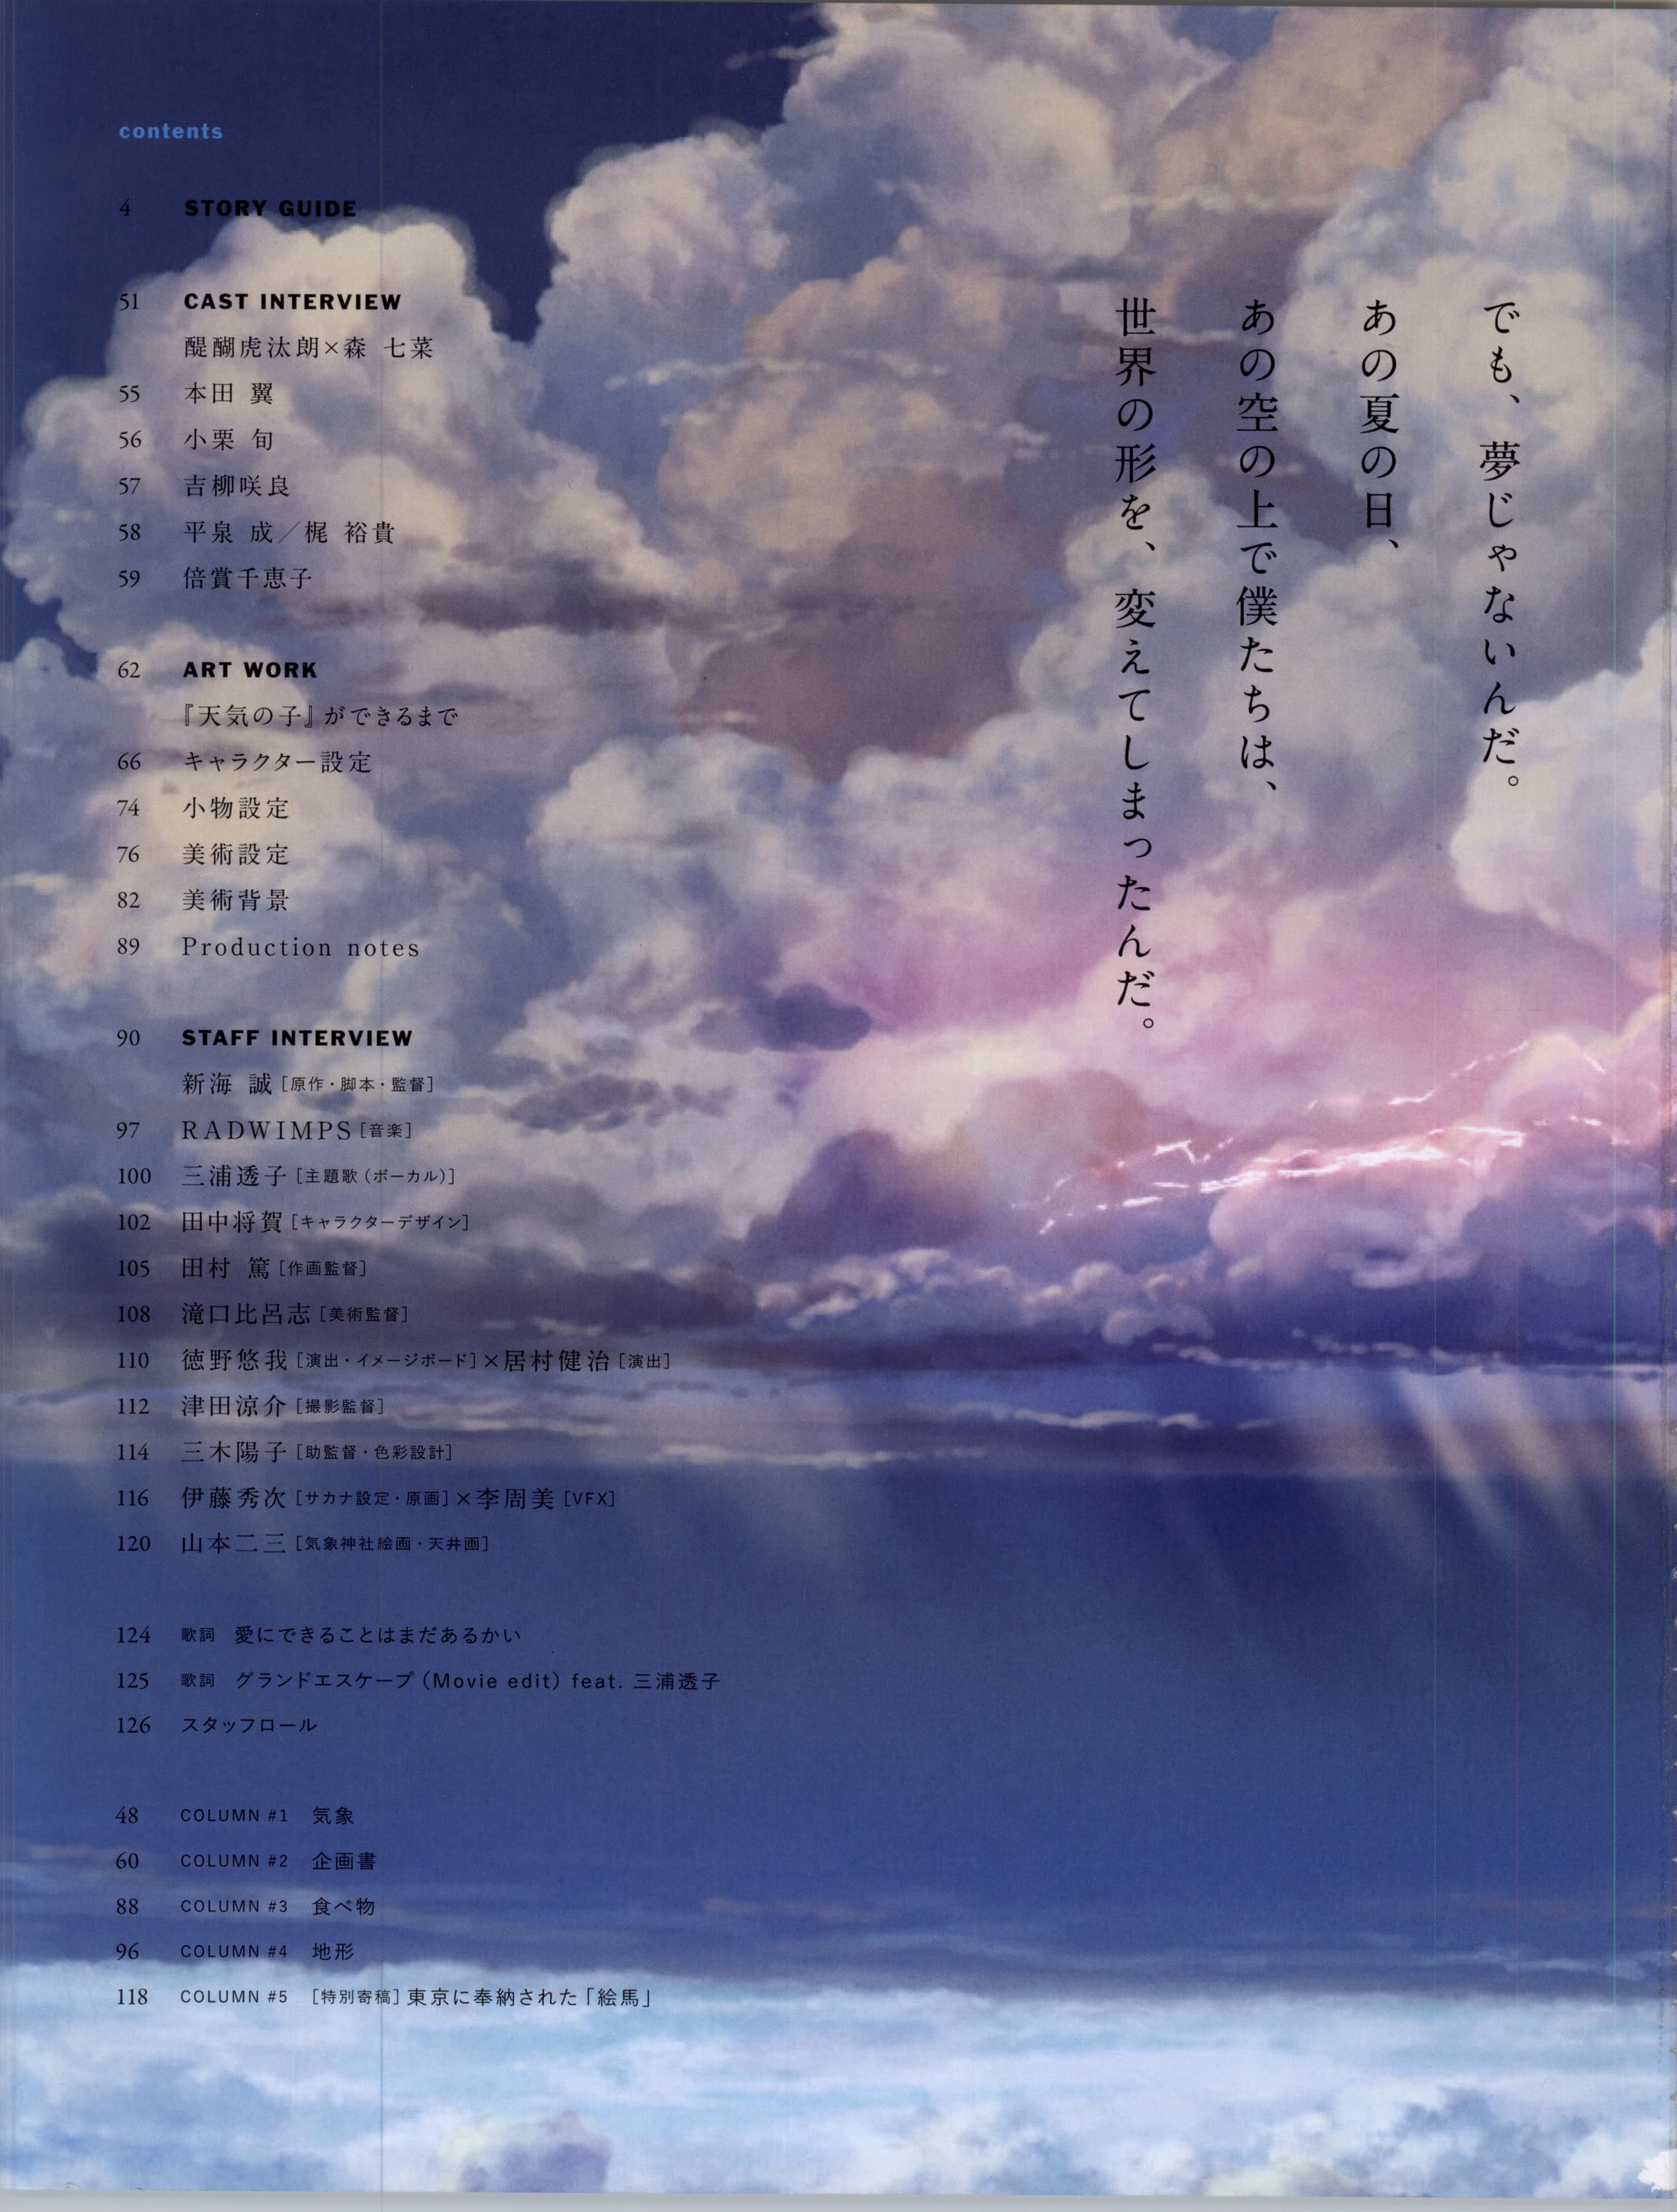 contents
4 STORY GUIDE
51 CAST INTERVIEW
醍醐虎汰朗×森 七菜
55 本田 翼
56 小栗 旬
57 吉柳咲良
58 平泉 成／梶 裕貴
59 倍賞千恵子
62 ART WORK
『天気の子』ができるまで
66 キャラクター設定
74 小物設定
76 美術設定
82 美術背景
89 Production notes
90 STAFF INTERVIEW
新海 誠［原作・脚本・監督］
97 RADWIMPS［音楽］
100 三浦透子［主題歌（ボーカル）］
102 田中将賀［キャラクターデザイン］
105 田村 篤［作画監督］
108 滝口比呂志［美術監督］
110 徳野悠我［演出・イメージボード］×居村健治［演出］
112 津田涼介［撮影監督］
114 三木陽子［助監督・色彩設計］
116 伊藤秀次［サカナ設定・原画］×李周美［VFX］
120 山本二三［気象神社絵画・天井画］
124 歌詞 愛にできることはまだあるかい
125 歌詞 グランドエスケープ（Movie edit）feat. 三浦透子
126 スタッフロール
48 COLUMN #1 気象
60 COLUMN #2 企画書
88 COLUMN #3 食べ物
96 COLUMN #4 地形
118 COLUMN #5 ［特別寄稿］東京に奉納された「絵馬」
でも、夢じゃないんだ。
あの夏の日、
あの空の上で僕たちは、
世界の形を、変えてしまったんだ。